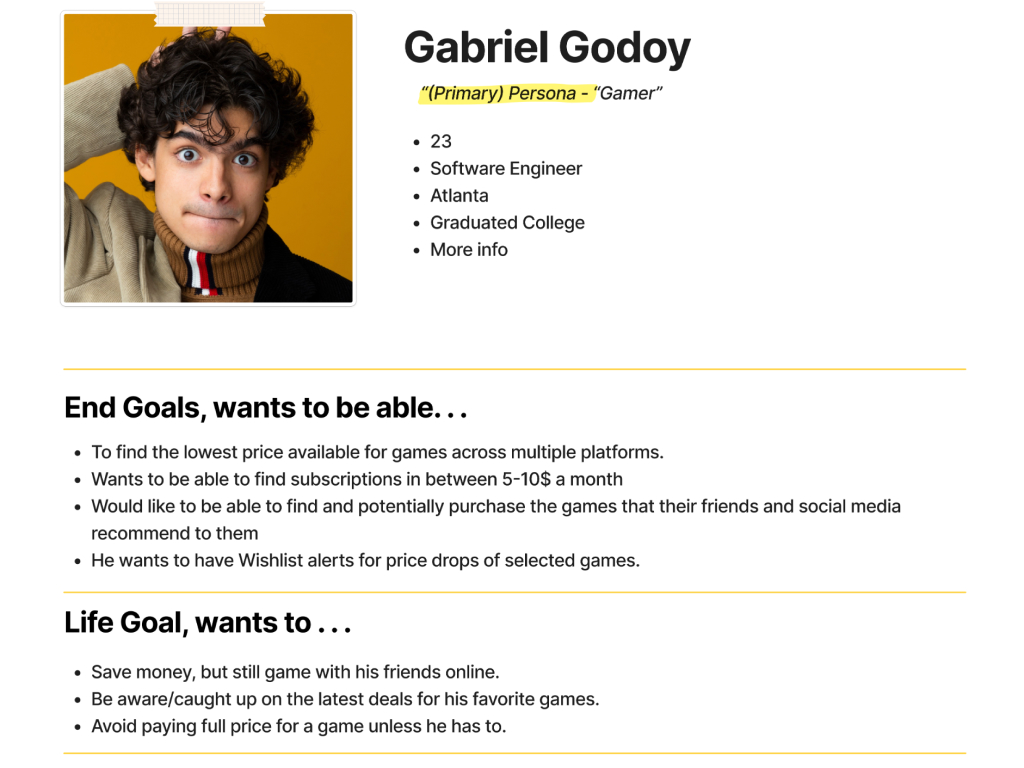 Gabriel Godoy
“(Primary) Persona - “Gamer”
• 23
• Software Engineer
• Atlanta
• Graduated College
• More info
End Goals, wants to be able. . .
• To find the lowest price available for games across multiple platforms.
• Wants to be able to find subscriptions in between 5-10$ a month
• Would like to be able to find and potentially purchase the games that their friends and social media
recommend to them
• He wants to have Wishlist alerts for price drops of selected games.
Life Goal, wants to . . .
• Save money, but still game with his friends online.
• Be aware/caught up on the latest deals for his favorite games.
• Avoid paying full price for a game unless he has to.